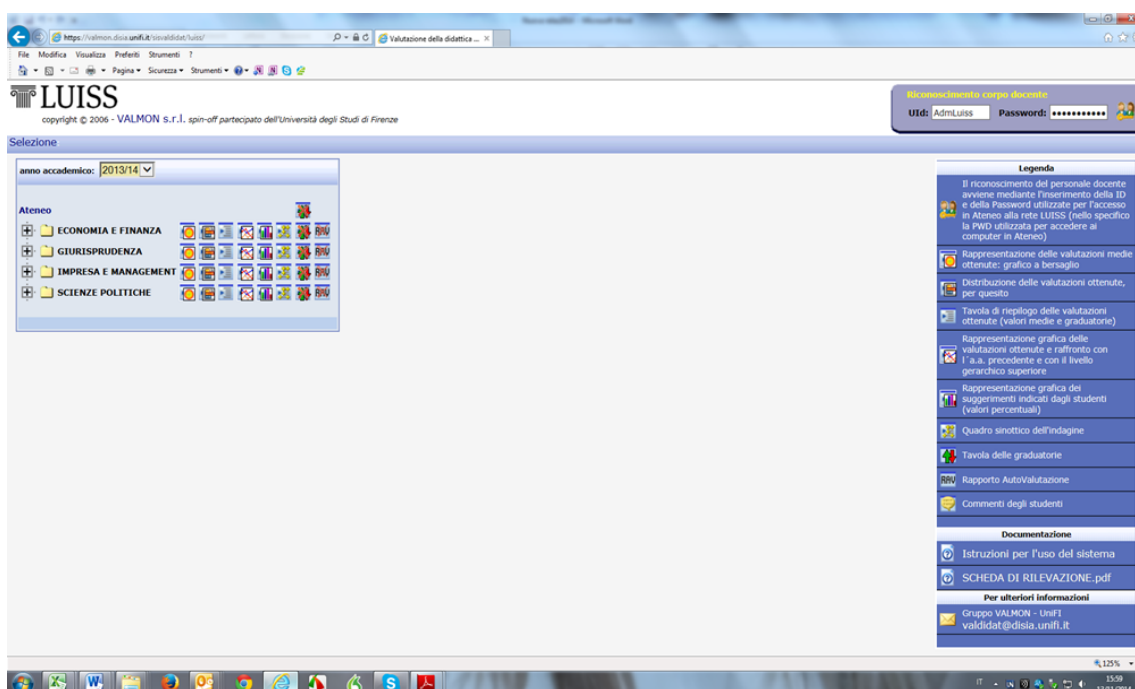 https://valmon.disia.unifi.it/sisvaldidat/luiss/
Valutazione della didattica ...
File Modifica Visualizza Preferiti Strumenti ?
Pagina Sicurezza Strumenti
LUISS
copyright © 2006 - VALMON S.r.l. spin-off partecipato dell'Università degli Studi di Firenze
Riconoscimento corpo docente
UId: AdmLuiss Password: •••••••••••
Selezione
anno accademico: 2013/14
Ateneo
ECONOMIA E FINANZA RAV
GIURISPRUDENZA RAV
IMPRESA E MANAGEMENT RAV
SCIENZE POLITICHE RAV
Legenda
Il riconoscimento del personale docente
avviene mediante l'inserimento della ID
e della Password utilizzate per l'accesso
in Ateneo alla rete LUISS (nello specifico
la PWD utilizzata per accedere ai
computer in Ateneo)
Rappresentazione delle valutazioni medie
ottenute: grafico a bersaglio
Distribuzione delle valutazioni ottenute,
per quesito
Tavola di riepilogo delle valutazioni
ottenute (valori medie e graduatorie)
Rappresentazione grafica delle
valutazioni ottenute e raffronto con
l´a.a. precedente e con il livello
gerarchico superiore
Rappresentazione grafica dei
suggerimenti indicati dagli studenti
(valori percentuali)
Quadro sinottico dell'indagine
Tavola delle graduatorie
RAV Rapporto AutoValutazione
Commenti degli studenti
Documentazione
Istruzioni per l'uso del sistema
SCHEDA DI RILEVAZIONE.pdf
Per ulteriori informazioni
Gruppo VALMON - UniFI
valdidat@disia.unifi.it
125%
IT 15:59